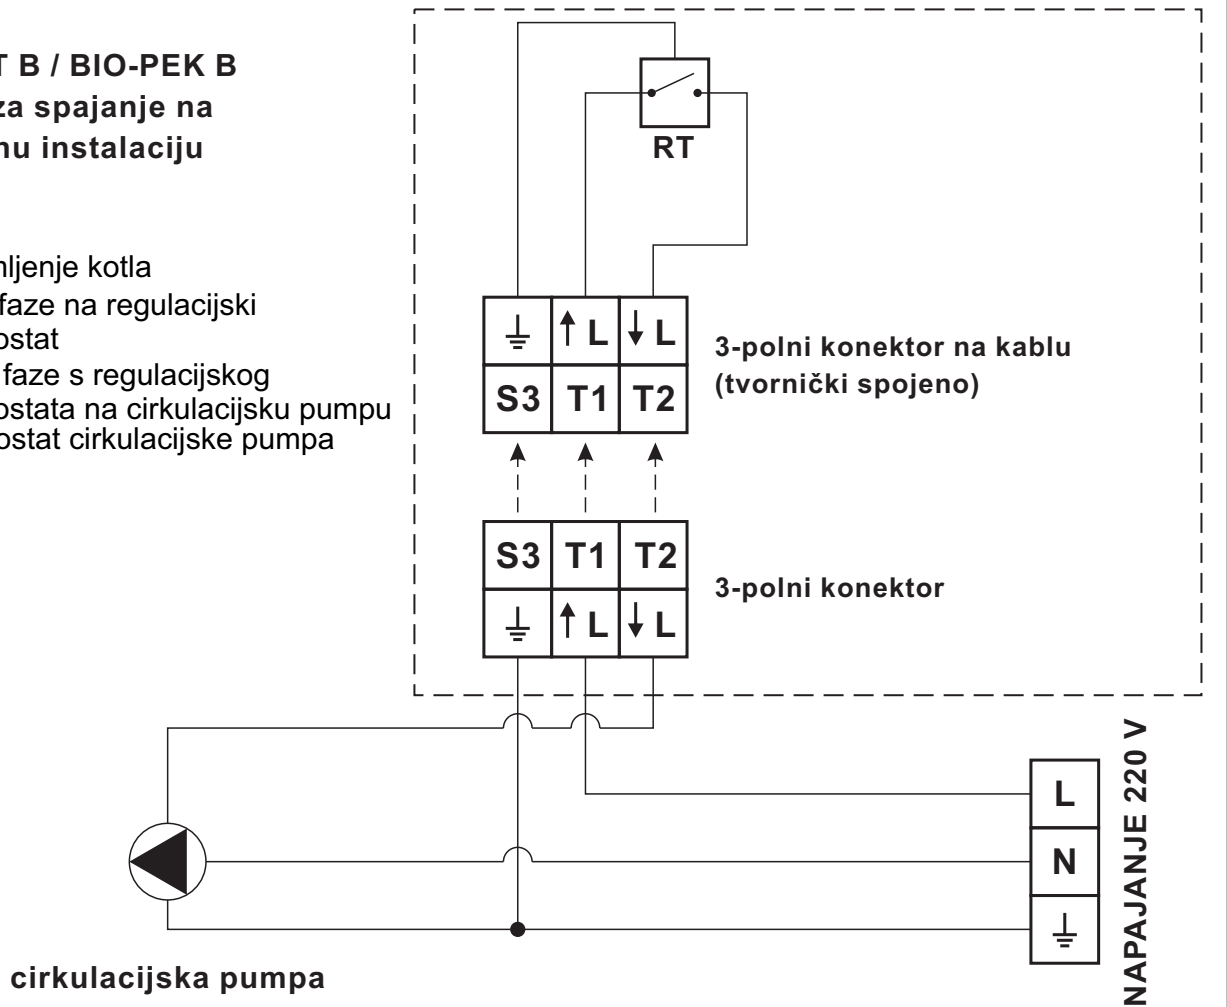 T B / BIO-PEK B
za spajanje na
nu instalaciju
mljenje kotla
faze na regulacijski
ostat
faze s regulacijskog
ostata na cirkulacijsku pumpu
ostat cirkulacijske pumpa
RT
L L
S3 T1 T2
3-polni konektor na kablu
(tvornički spojeno)
S3 T1 T2
L L
3-polni konektor
L
N
NAPAJANJE 220 V
cirkulacijska pumpa